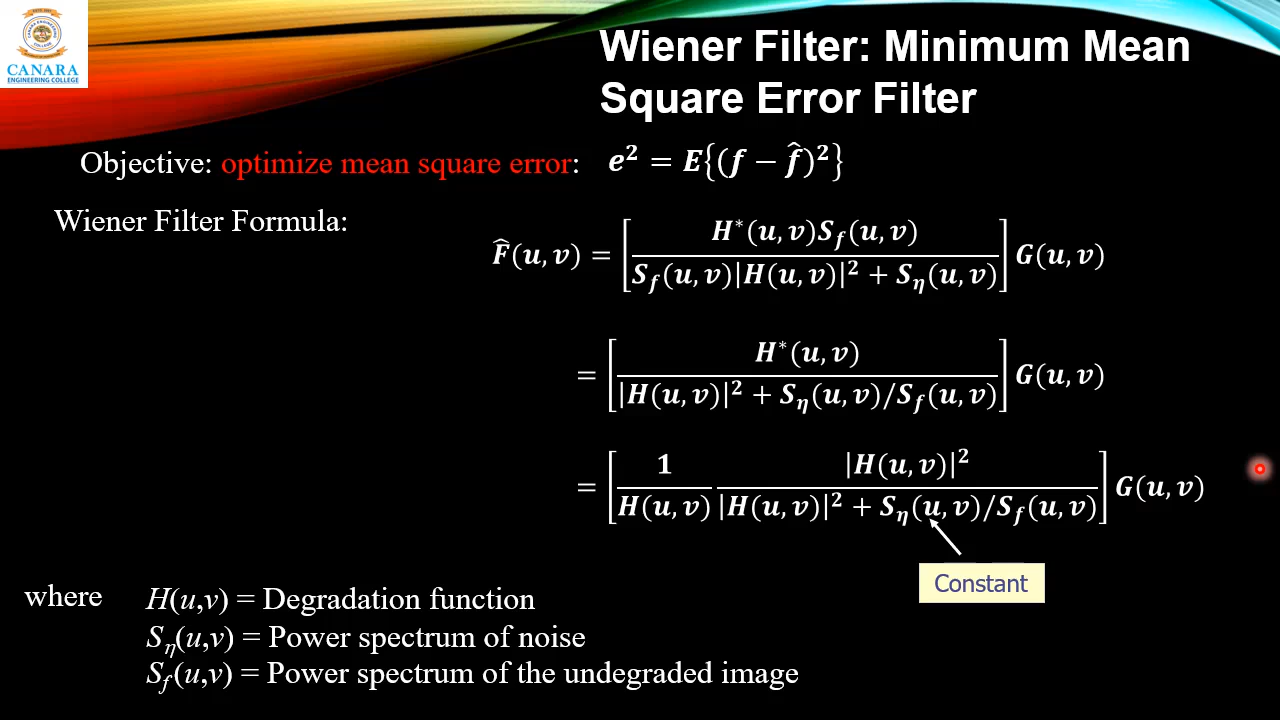 CANARA
ENGINEERING COLLEGE
Wiener Filter: Minimum Mean
Square Error Filter
Objective: optimize mean square error: e² = E{(f − f̂)²}
Wiener Filter Formula:
F̂(u, v) = [H*(u, v)S_f(u, v) / (S_f(u, v)|H(u, v)|² + S_η(u, v))] G(u, v)
= [H*(u, v) / (|H(u, v)|² + S_η(u, v)/S_f(u, v))] G(u, v)
= [1 / H(u, v) |H(u, v)|² / (|H(u, v)|² + S_η(u, v)/S_f(u, v))] G(u, v)
Constant
where H(u,v) = Degradation function
S_η(u,v) = Power spectrum of noise
S_f(u,v) = Power spectrum of the undegraded image